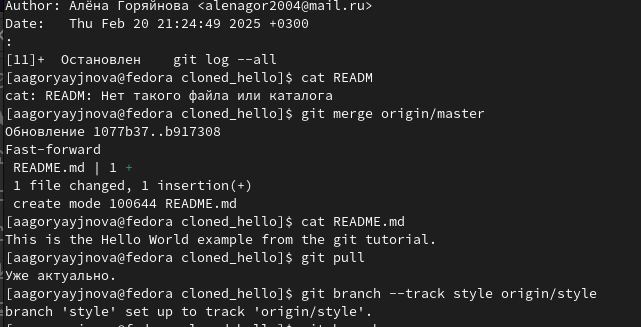 Author: Алёна Горяйнова <alenagor2004@mail.ru>
Date:   Thu Feb 20 21:24:49 2025 +0300
:
[11]+  Остановлен    git log --all
[aagoryayjnova@fedora cloned_hello]$ cat READM
cat: READM: Нет такого файла или каталога
[aagoryayjnova@fedora cloned_hello]$ git merge origin/master
Обновление 1077b37..b917308
Fast-forward
 README.md | 1 +
 1 file changed, 1 insertion(+)
 create mode 100644 README.md
[aagoryayjnova@fedora cloned_hello]$ cat README.md
This is the Hello World example from the git tutorial.
[aagoryayjnova@fedora cloned_hello]$ git pull
Уже актуально.
[aagoryayjnova@fedora cloned_hello]$ git branch --track style origin/style
branch 'style' set up to track 'origin/style'.